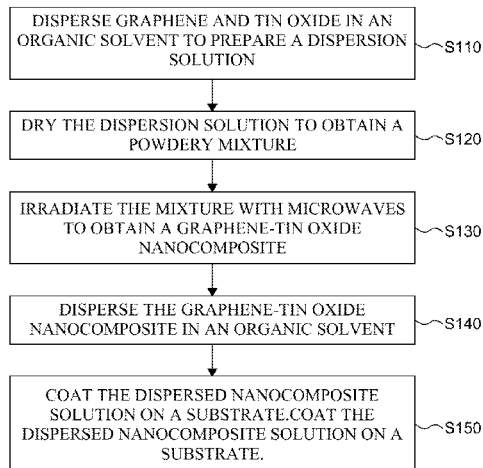 DISPERSE GRAPHENE AND TIN OXIDE IN AN
ORGANIC SOLVENT TO PREPARE A DISPERSION
SOLUTION
S110
DRY THE DISPERSION SOLUTION TO OBTAIN A
POWDERY MIXTURE
S120
IRRADIATE THE MIXTURE WITH MICROWAVES
TO OBTAIN A GRAPHENE-TIN OXIDE
NANOCOMPOSITE
S130
DISPERSE THE GRAPHENE-TIN OXIDE
NANOCOMPOSITE IN AN ORGANIC SOLVENT
S140
COAT THE DISPERSED NANOCOMPOSITE
SOLUTION ON A SUBSTRATE.COAT THE
DISPERSED NANOCOMPOSITE SOLUTION ON A
SUBSTRATE.
S150